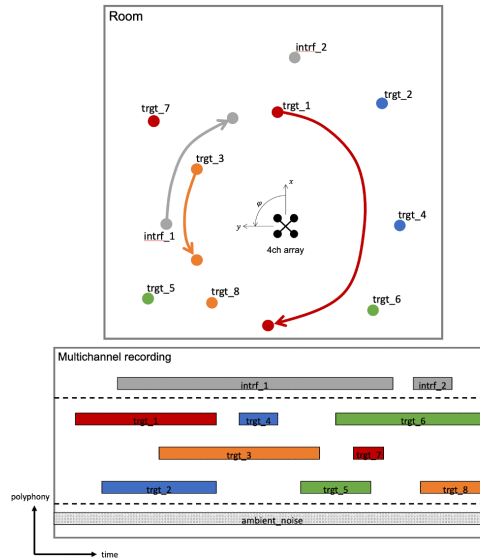 Room
intrf_2
trgt_2
trgt_7
trgt_1
trgt_3
x
φ
y
trgt_4
intrf_1
4ch array
trgt_5
trgt_8
trgt_6
Multichannel recording
intrf_1
intrf_2
trgt_1
trgt_4
trgt_6
trgt_3
trgt_7
trgt_2
trgt_5
trgt_8
polyphony
ambient_noise
time